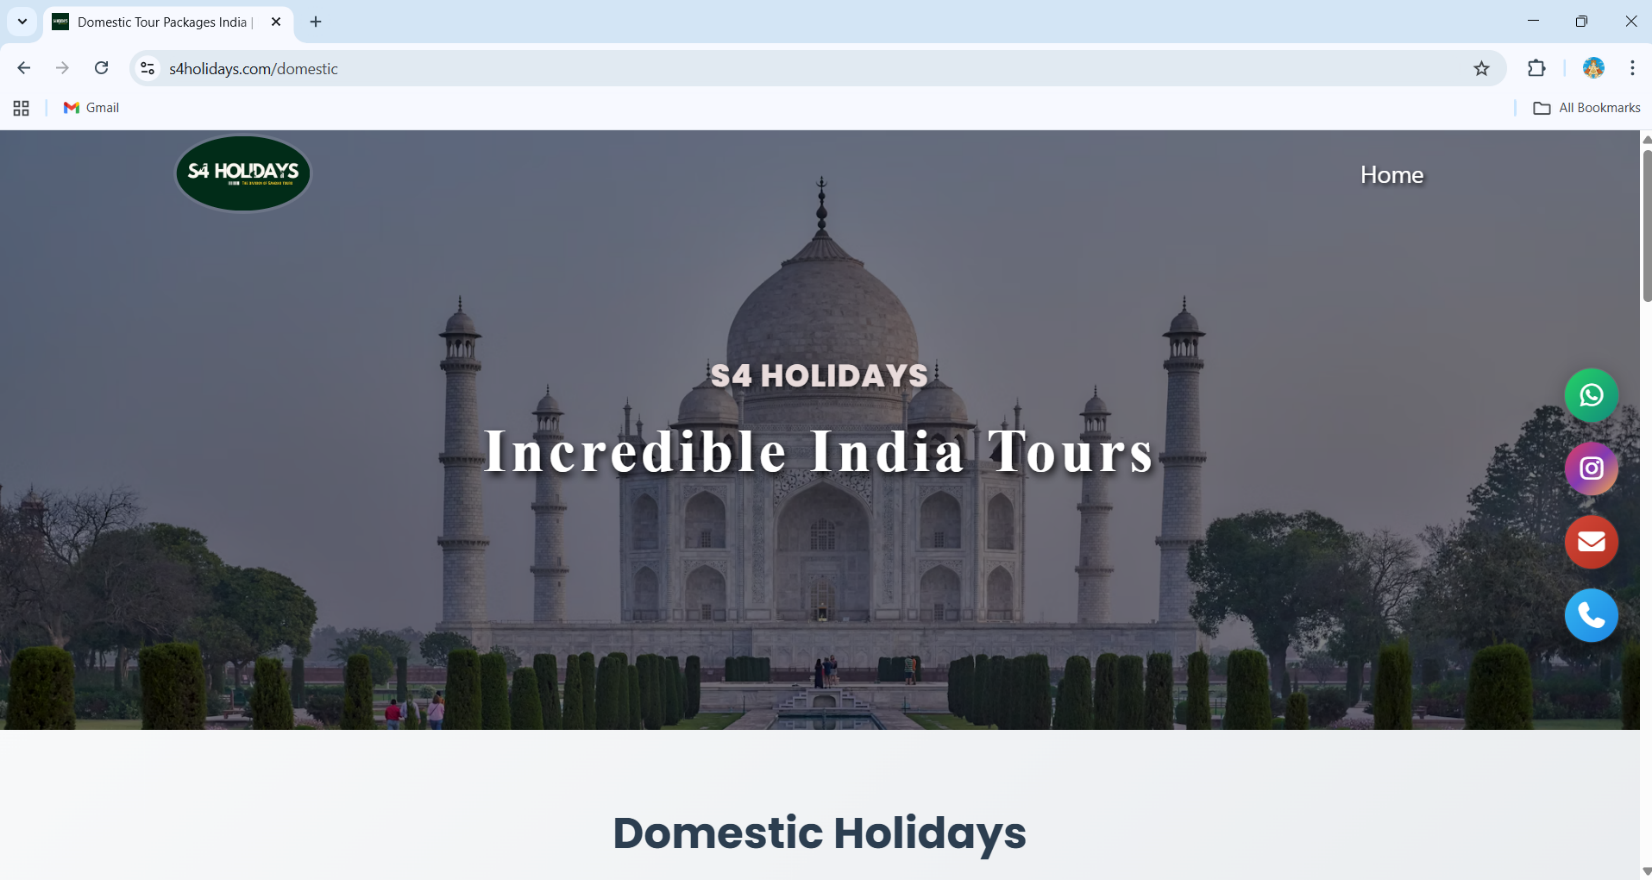 Domestic Tour Packages India |
s4holidays.com/domestic
Gmail
All Bookmarks
S4 HOLIDAYS
Home
S4 HOLIDAYS
Incredible India Tours
Domestic Holidays